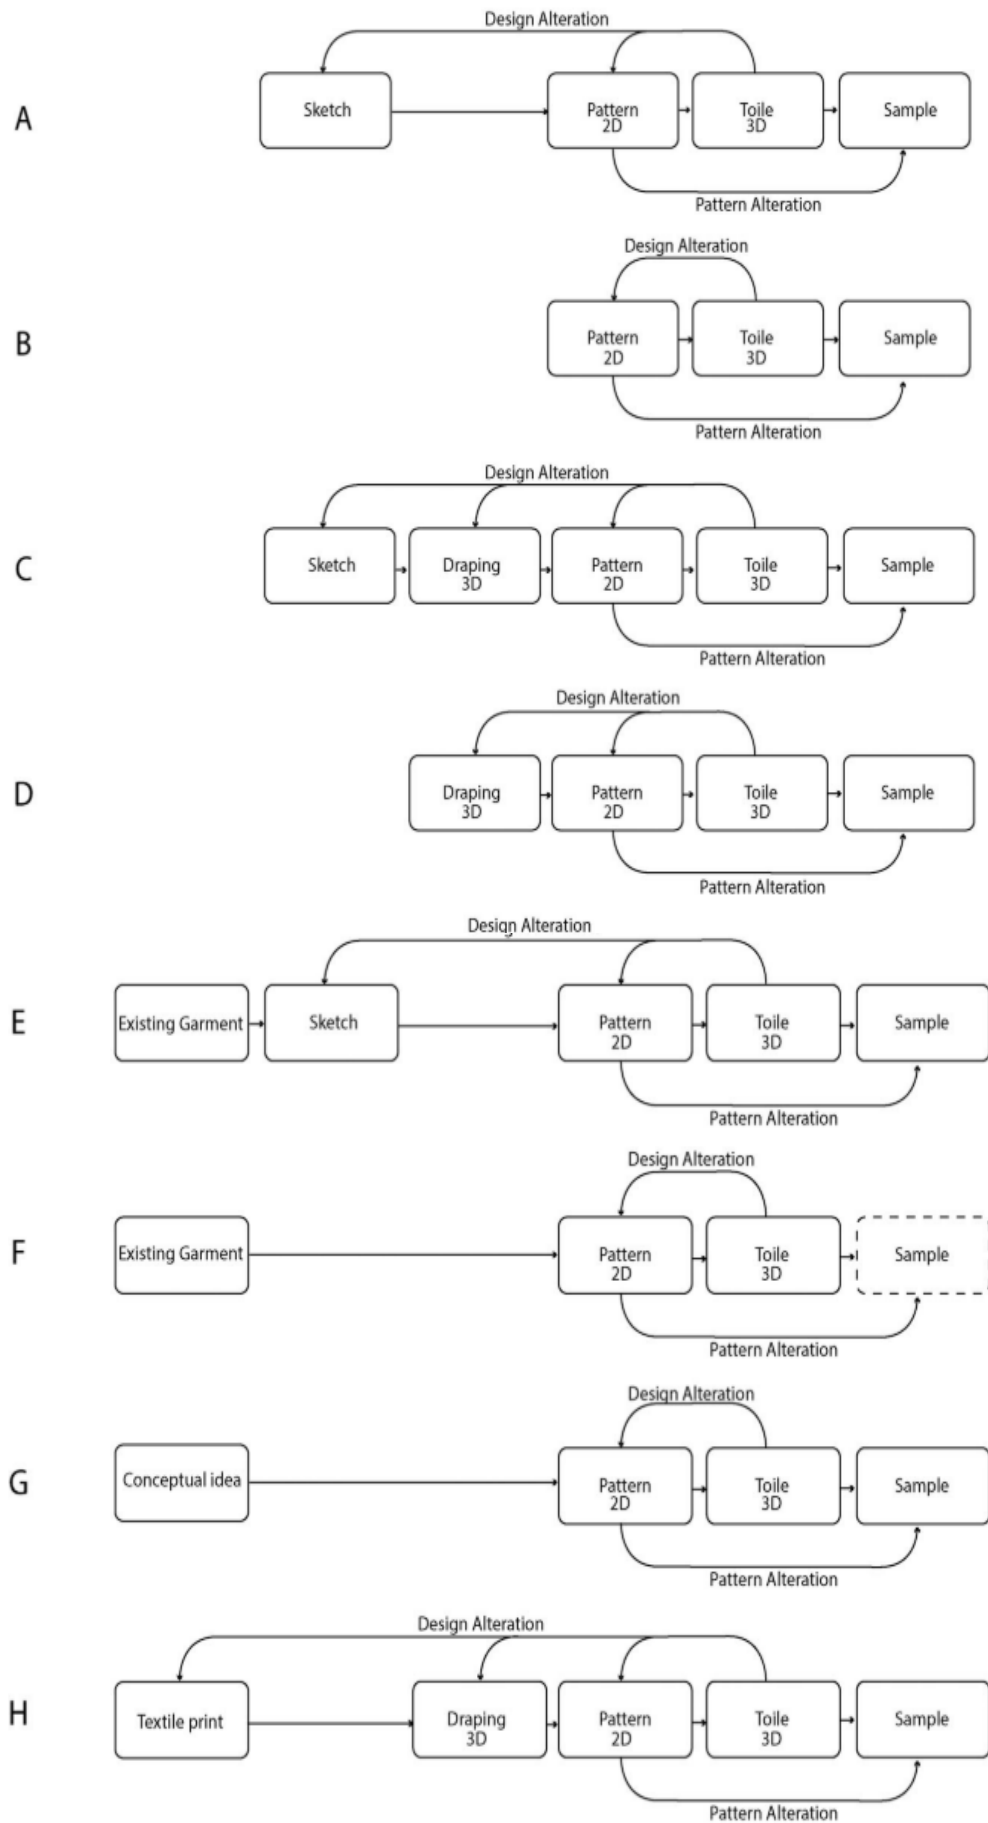 Design Alteration
A
Sketch
Pattern
2D
Toile
3D
Sample
Pattern Alteration
Design Alteration
B
Pattern
2D
Toile
3D
Sample
Pattern Alteration
Design Alteration
C
Sketch
Draping
3D
Pattern
2D
Toile
3D
Sample
Pattern Alteration
Design Alteration
D
Draping
3D
Pattern
2D
Toile
3D
Sample
Pattern Alteration
Design Alteration
E
Existing Garment
Sketch
Pattern
2D
Toile
3D
Sample
Pattern Alteration
Design Alteration
F
Existing Garment
Pattern
2D
Toile
3D
Sample
Pattern Alteration
Design Alteration
G
Conceptual idea
Pattern
2D
Toile
3D
Sample
Pattern Alteration
Design Alteration
H
Textile print
Draping
3D
Pattern
2D
Toile
3D
Sample
Pattern Alteration